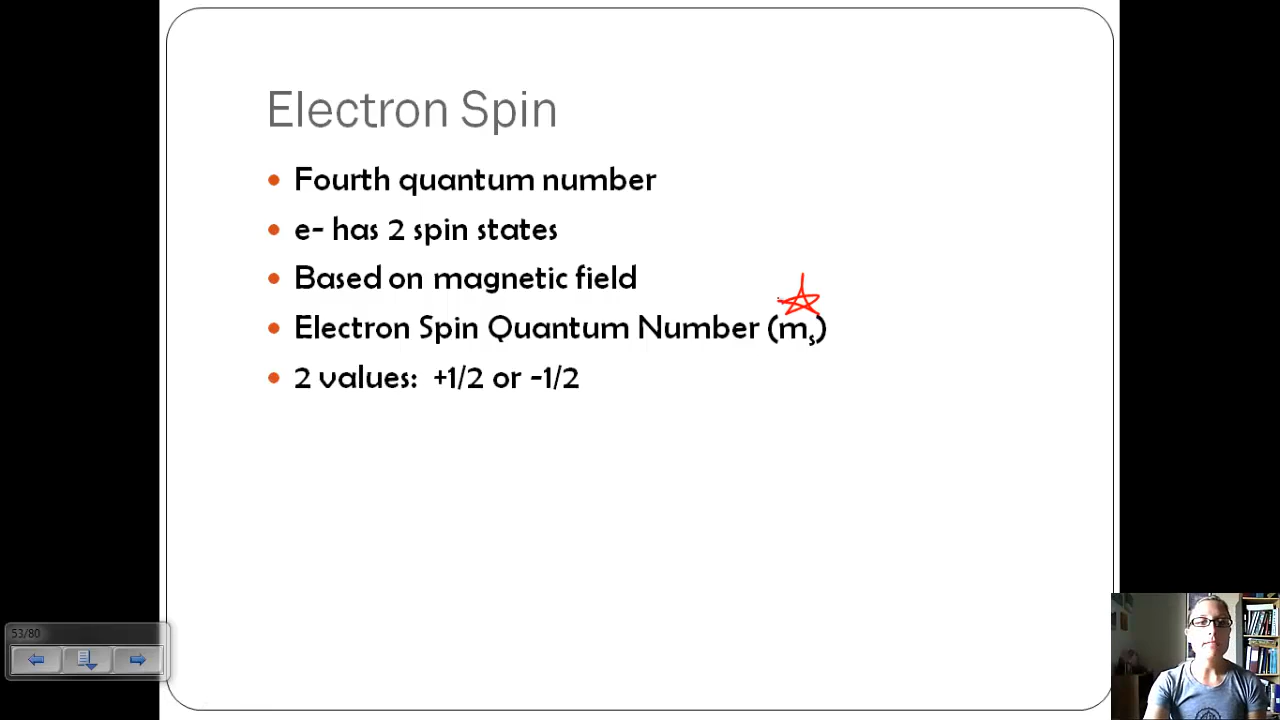 Electron Spin
• Fourth quantum number
• e- has 2 spin states
• Based on magnetic field
• Electron Spin Quantum Number (mₛ)
• 2 values: +1/2 or -1/2
53/80